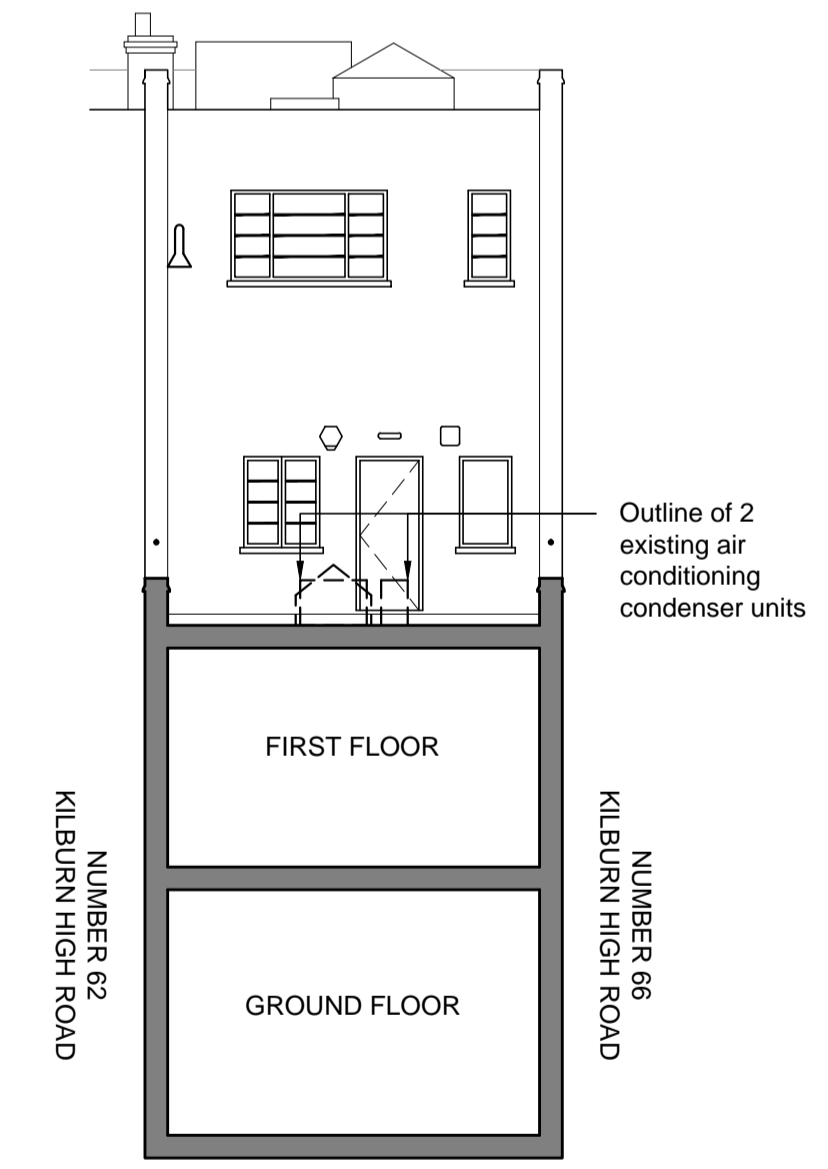 Outline of 2
existing air
conditioning
condenser units
FIRST FLOOR
GROUND FLOOR
NUMBER 62
KILBURN HIGH ROAD
NUMBER 66
KILBURN HIGH ROAD